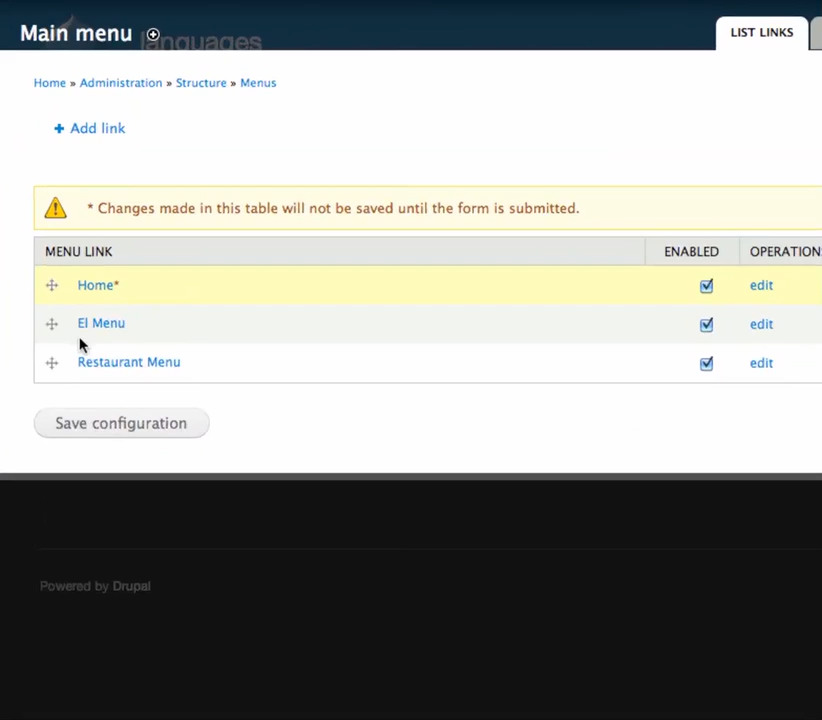 Main menu
languages
LIST LINKS
Home » Administration » Structure » Menus
+ Add link
* Changes made in this table will not be saved until the form is submitted.
MENU LINK ENABLED OPERATION
Home* edit
El Menu edit
Restaurant Menu edit
Save configuration
Powered by Drupal